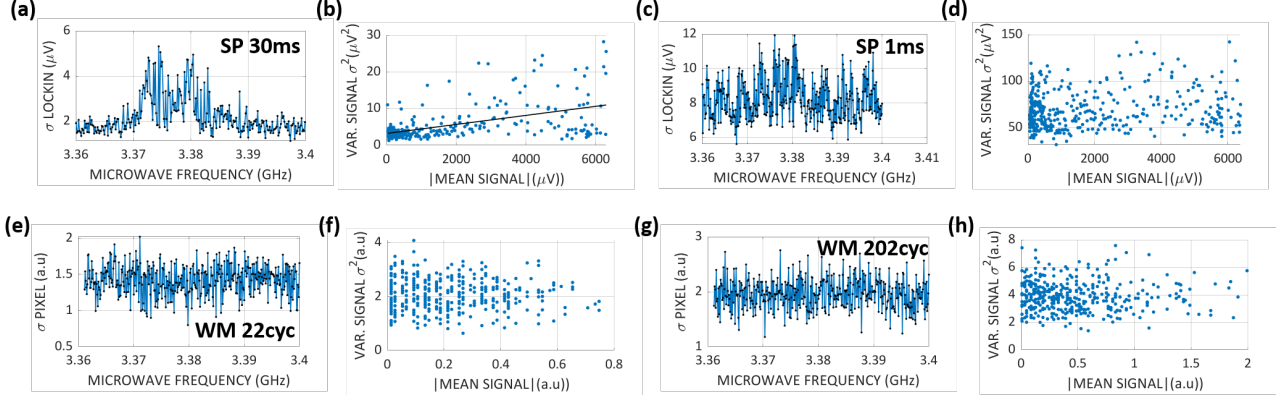 (a)
SP 30ms
6
4
2
3.36
3.37
3.38
3.39
3.4
σ LOCKIN (μV)
MICROWAVE FREQUENCY (GHz)
(b)
30
20
10
0
0
2000
4000
6000
VAR. SIGNAL σ²(μV²)
|MEAN SIGNAL|(μV))
(c)
SP 1ms
12
10
8
6
3.36
3.37
3.38
3.39
3.4
3.41
σ LOCKIN (μV)
MICROWAVE FREQUENCY (GHz)
(d)
150
100
50
0
2000
4000
6000
VAR. SIGNAL σ²(μV²)
|MEAN SIGNAL|(μV))
(e)
WM 22cyc
2
1.5
1
0.5
3.36
3.37
3.38
3.39
3.4
σ PIXEL (a.u)
MICROWAVE FREQUENCY (GHz)
(f)
4
2
0
0
0.2
0.4
0.6
0.8
VAR. SIGNAL σ²(a.u)
|MEAN SIGNAL|(a.u))
(g)
WM 202cyc
3
2
1
3.36
3.37
3.38
3.39
3.4
σ PIXEL (a.u)
MICROWAVE FREQUENCY (GHz)
(h)
8
6
4
2
0
0
0.5
1
1.5
2
VAR. SIGNAL σ²(a.u)
|MEAN SIGNAL|(a.u))